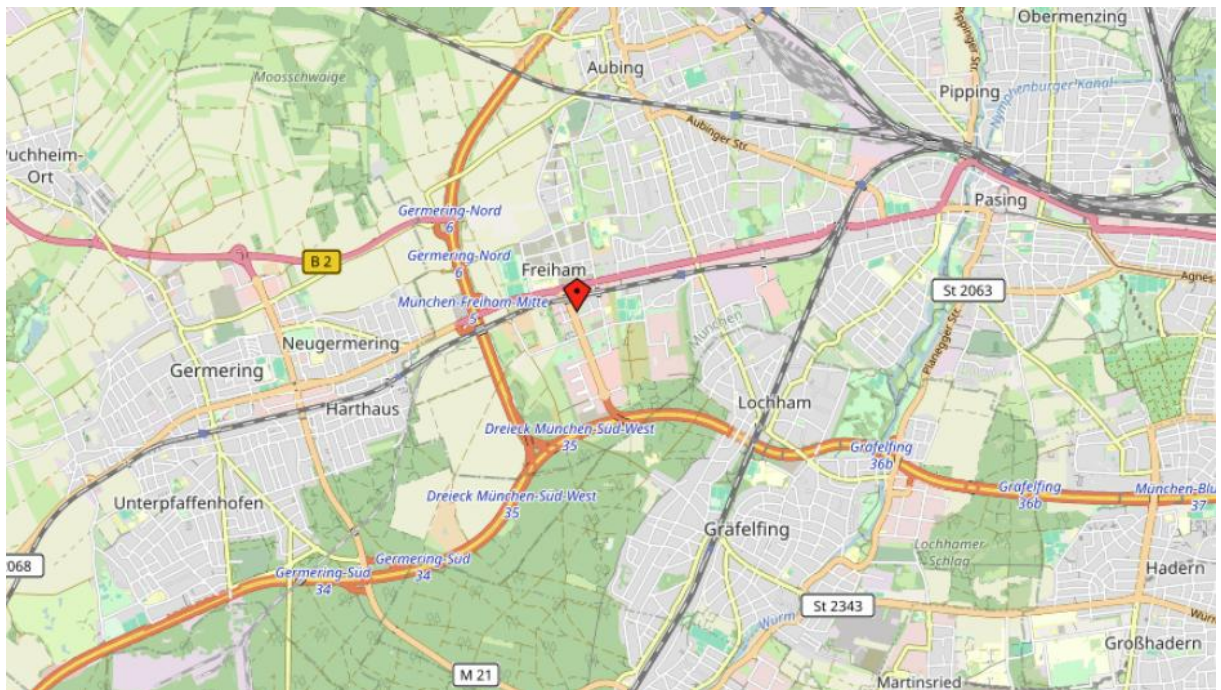 Obermenzing
Aubing
Moosschwaige
Pippinger Str.
Pipping
Nymphenburger Kanal
Aubinger Str.
Puchheim-
Ort
Pasing
Germering-Nord
6
B 2
Germering-Nord
6
Freiham
Agnes
St 2063
München-Freiham-Mitte
5
München
Planegger Str.
Neugermering
Germering
Harthaus
Lochham
Dreieck München-Süd-West
35
Gräfelfing
36b
Dreieck München-Süd-West
35
Gräfelfing
36b
München-Blu
37
Unterpfaffenhofen
Gräfelfing
Lochhamer
Schlag
2068
Germering-Süd
34
Germering-Süd
34
Hadern
St 2343
Würm
Würm
Großhadern
M 21
Martinsried